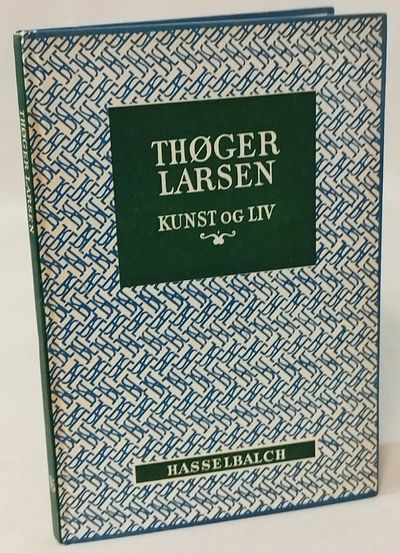 THØGER
LARSEN
KUNST OG LIV
HASSELBALCH
THØGER LARSEN